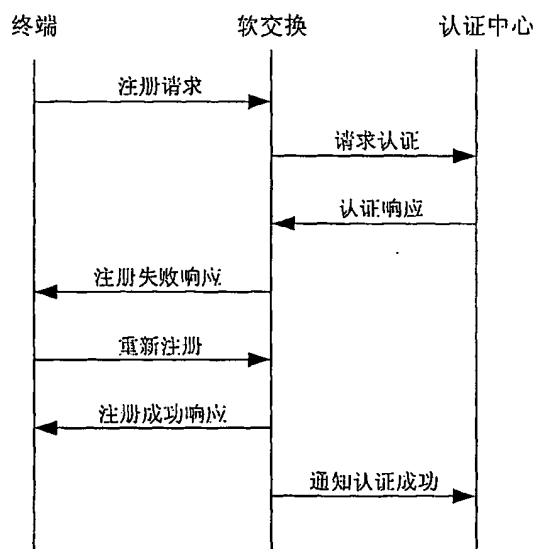 终端 软交换 认证中心
注册请求
请求认证
认证响应
注册失败响应
重新注册
注册成功响应
通知认证成功